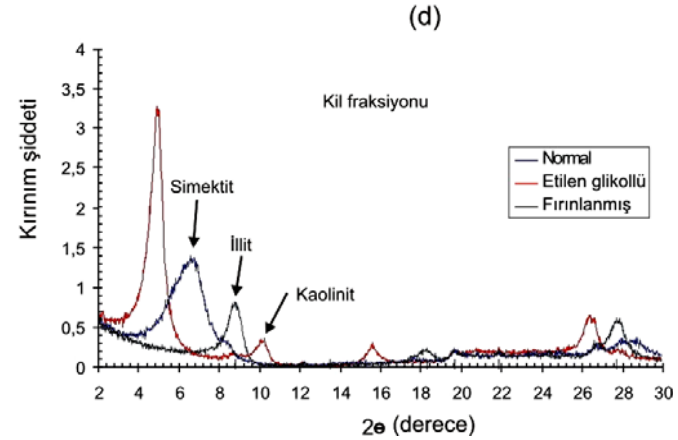 (d)
Kırınım şiddeti
4
3,5
3
2,5
2
1,5
1
0,5
0
Kil fraksiyonu
Simektit
İllit
Kaolinit
Normal
Etilen glikollü
Fırınlanmış
2 4 6 8 10 12 14 16 18 20 22 24 26 28 30
2ɵ (derece)